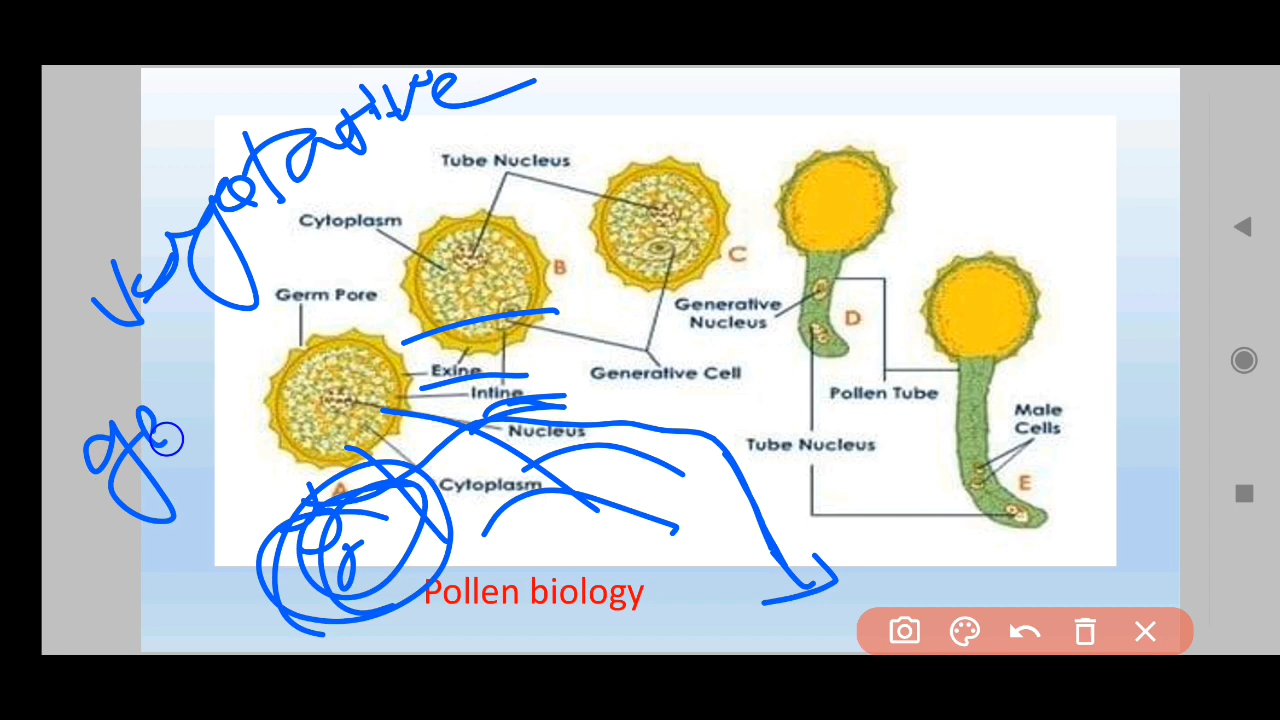 Vegetative
Tube Nucleus
Cytoplasm
B
C
Germ Pore
Generative
Nucleus
D
Exine
Generative Cell
Intine
Pollen Tube
Nucleus
Male
Cells
Tube Nucleus
ge
A
Cytoplasm
E
Pollen biology